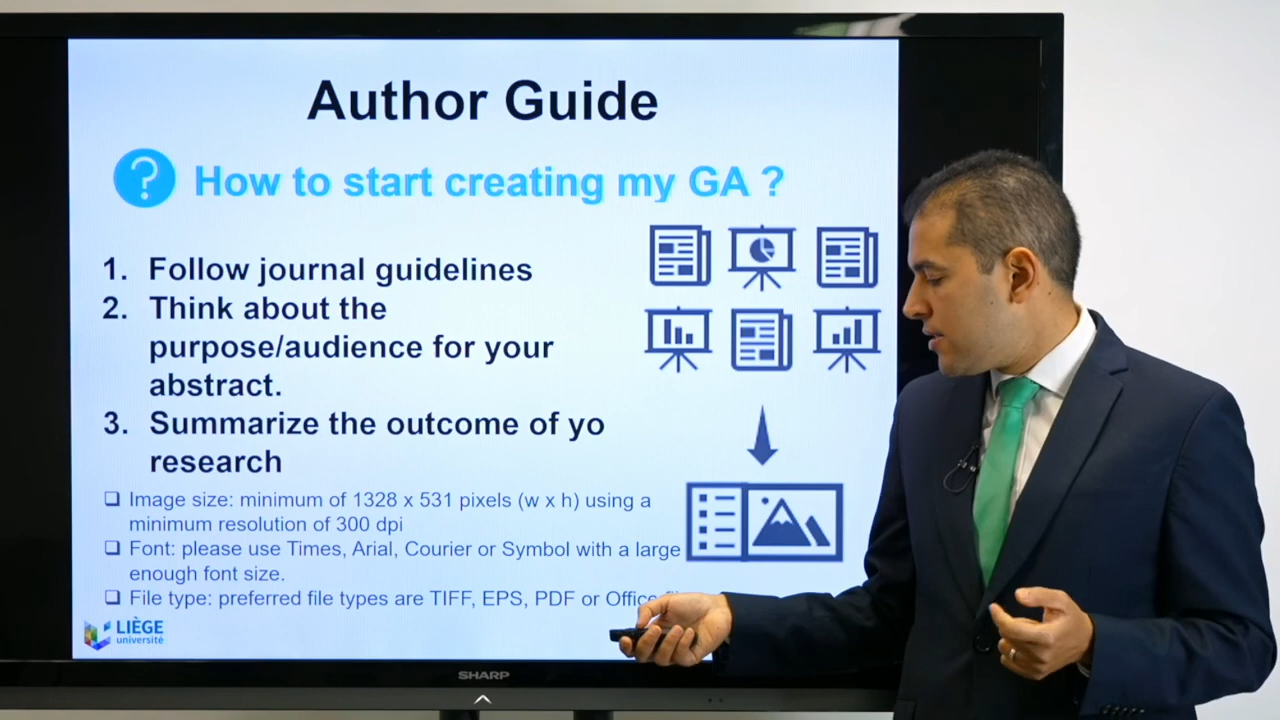 Author Guide
? How to start creating my GA ?
1. Follow journal guidelines
2. Think about the
purpose/audience for your
abstract.
3. Summarize the outcome of yo
research
Image size: minimum of 1328 x 531 pixels (w x h) using a
minimum resolution of 300 dpi
Font: please use Times, Arial, Courier or Symbol with a large
enough font size.
File type: preferred file types are TIFF, EPS, PDF or Office
LIÈGE
université
SHARP